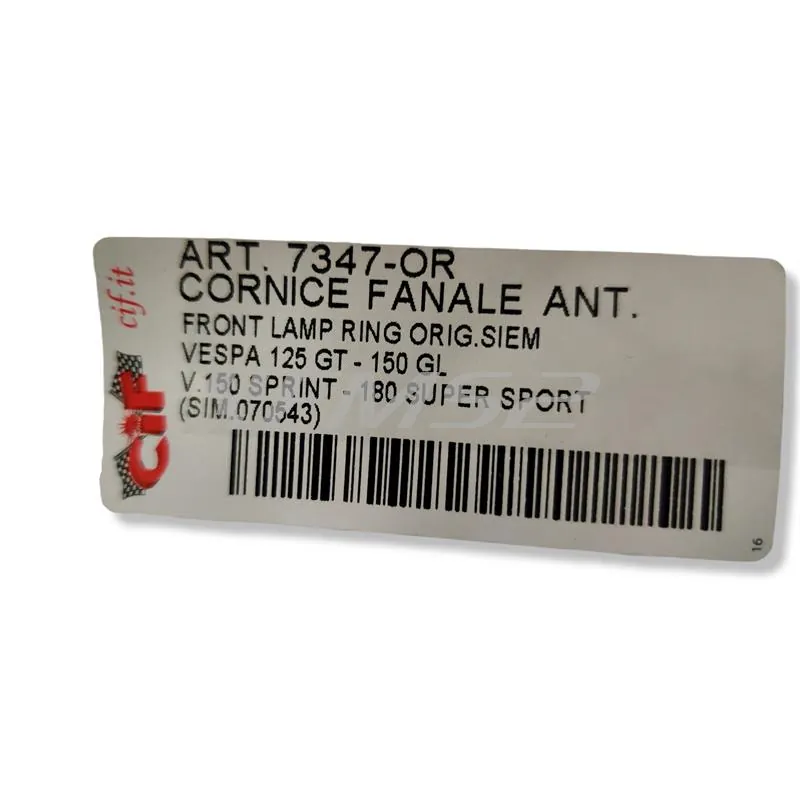 cif.it
CIF
ART. 7347-OR
CORNICE FANALE ANT.
FRONT LAMP RING ORIG.SIEM
VESPA 125 GT - 150 GL
V.150 SPRINT - 180 SUPER SPORT
(SIM.070543)
16